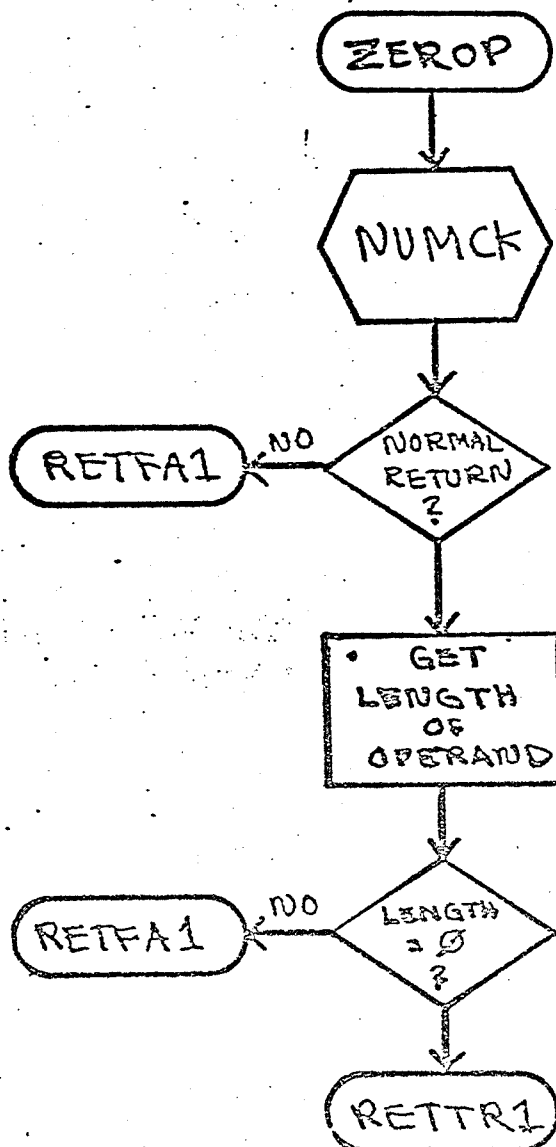 ZEROP
NUMCK
NORMAL
RETURN
?
NO
RETFA1
GET
LENGTH
OF
OPERAND
LENGTH
= Ø
?
NO
RETFA1
RETTR1